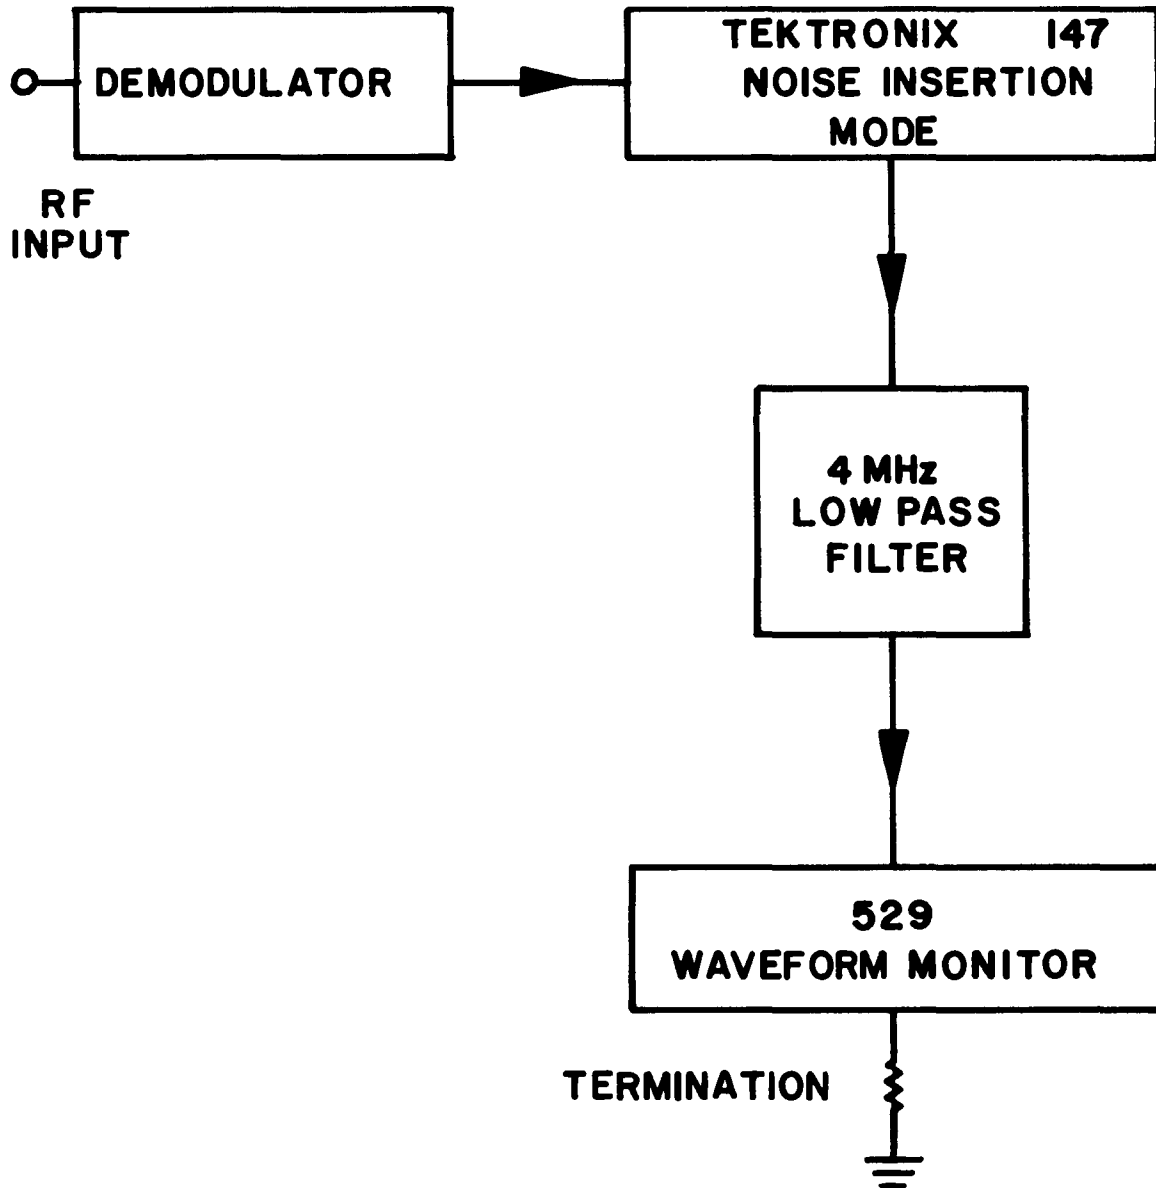 DEMODULATOR
TEKTRONIX 147
NOISE INSERTION
MODE
RF
INPUT
4 MHz
LOW PASS
FILTER
529
WAVEFORM MONITOR
TERMINATION